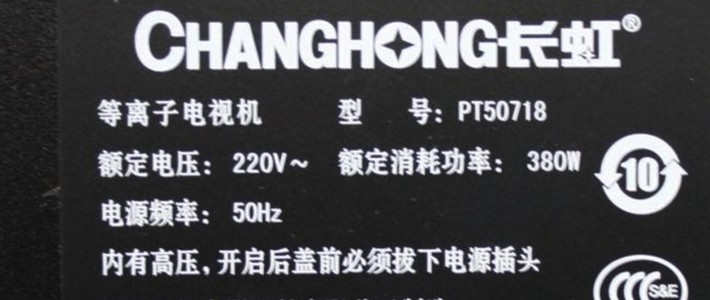 CHANGHONG长虹®
等离子电视机 型 号: PT50718
额定电压: 220V~ 额定消耗功率: 380W
10
电源频率: 50Hz
内有高压,开启后盖前必须拔下电源插头
CCC S&E